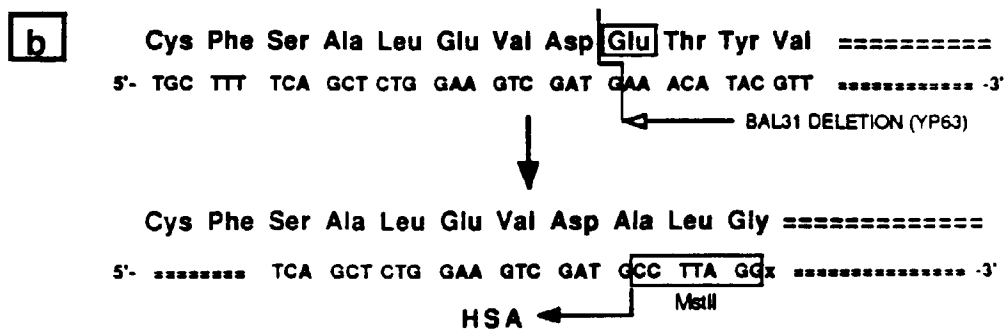 b
Cys Phe Ser Ala Leu Glu Val Asp Glu Thr Tyr Val ==========
5'- TGC TTT TCA GCT CTG GAA GTC GAT GAA ACA TAC GTT ============ -3'
BAL31 DELETION (YP63)
Cys Phe Ser Ala Leu Glu Val Asp Ala Leu Gly =============
5'- ======== TCA GCT CTG GAA GTC GAT GCC TTA GGx =============== -3'
MstII
HSA